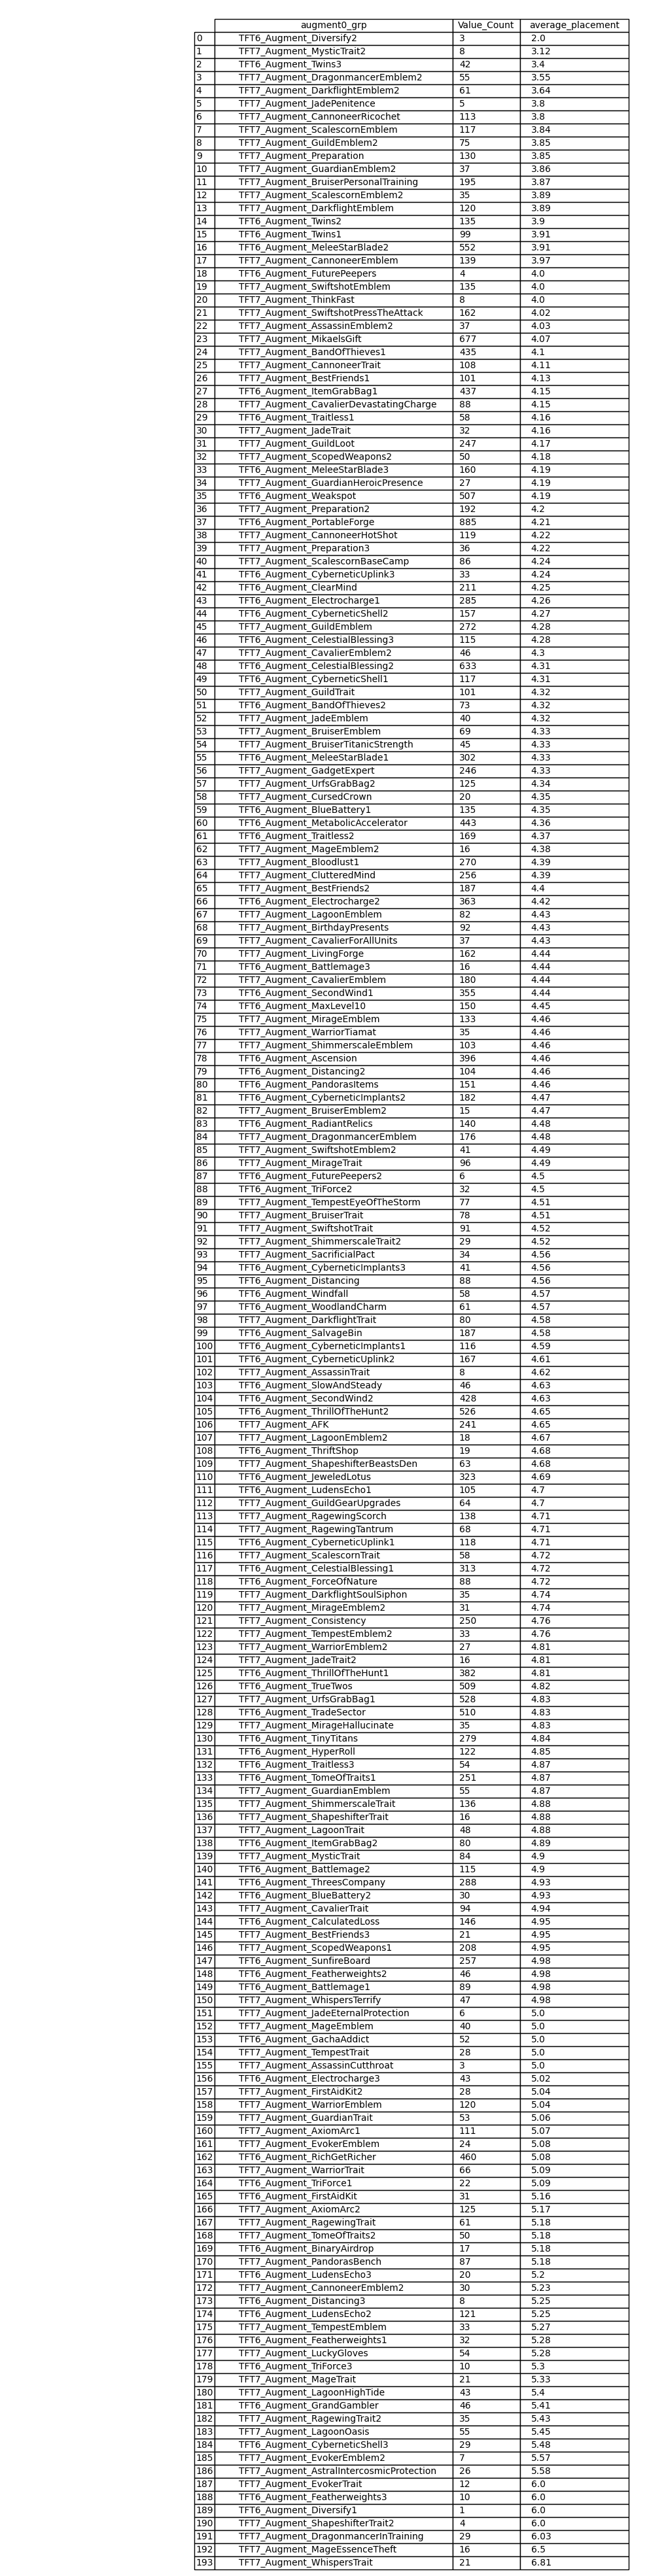 augment0_grp Value_Count average_placement
0 TFT6_Augment_Diversify2 3 2.0
1 TFT7_Augment_MysticTrait2 8 3.12
2 TFT6_Augment_Twins3 42 3.4
3 TFT7_Augment_DragonmancerEmblem2 55 3.55
4 TFT7_Augment_DarkflightEmblem2 61 3.64
5 TFT7_Augment_JadePenitence 5 3.8
6 TFT7_Augment_CannoneerRicochet 113 3.8
7 TFT7_Augment_ScalescornEmblem 117 3.84
8 TFT7_Augment_GuildEmblem2 75 3.85
9 TFT7_Augment_Preparation 130 3.85
10 TFT7_Augment_GuardianEmblem2 37 3.86
11 TFT7_Augment_BruiserPersonalTraining 195 3.87
12 TFT7_Augment_ScalescornEmblem2 35 3.89
13 TFT7_Augment_DarkflightEmblem 120 3.89
14 TFT6_Augment_Twins2 135 3.9
15 TFT6_Augment_Twins1 99 3.91
16 TFT6_Augment_MeleeStarBlade2 552 3.91
17 TFT7_Augment_CannoneerEmblem 139 3.97
18 TFT6_Augment_FuturePeepers 4 4.0
19 TFT7_Augment_SwiftshotEmblem 135 4.0
20 TFT7_Augment_ThinkFast 8 4.0
21 TFT7_Augment_SwiftshotPressTheAttack 162 4.02
22 TFT7_Augment_AssassinEmblem2 37 4.03
23 TFT7_Augment_MikaelsGift 677 4.07
24 TFT7_Augment_BandOfThieves1 435 4.1
25 TFT7_Augment_CannoneerTrait 108 4.11
26 TFT7_Augment_BestFriends1 101 4.13
27 TFT6_Augment_ItemGrabBag1 437 4.15
28 TFT7_Augment_CavalierDevastatingCharge 88 4.15
29 TFT6_Augment_Traitless1 58 4.16
30 TFT7_Augment_JadeTrait 32 4.16
31 TFT7_Augment_GuildLoot 247 4.17
32 TFT7_Augment_ScopedWeapons2 50 4.18
33 TFT6_Augment_MeleeStarBlade3 160 4.19
34 TFT7_Augment_GuardianHeroicPresence 27 4.19
35 TFT6_Augment_Weakspot 507 4.19
36 TFT7_Augment_Preparation2 192 4.2
37 TFT6_Augment_PortableForge 885 4.21
38 TFT7_Augment_CannoneerHotShot 119 4.22
39 TFT7_Augment_Preparation3 36 4.22
40 TFT7_Augment_ScalescornBaseCamp 86 4.24
41 TFT6_Augment_CyberneticUplink3 33 4.24
42 TFT6_Augment_ClearMind 211 4.25
43 TFT6_Augment_Electrocharge1 285 4.26
44 TFT6_Augment_CyberneticShell2 157 4.27
45 TFT7_Augment_GuildEmblem 272 4.28
46 TFT6_Augment_CelestialBlessing3 115 4.28
47 TFT7_Augment_CavalierEmblem2 46 4.3
48 TFT6_Augment_CelestialBlessing2 633 4.31
49 TFT6_Augment_CyberneticShell1 117 4.31
50 TFT7_Augment_GuildTrait 101 4.32
51 TFT6_Augment_BandOfThieves2 73 4.32
52 TFT7_Augment_JadeEmblem 40 4.32
53 TFT7_Augment_BruiserEmblem 69 4.33
54 TFT7_Augment_BruiserTitanicStrength 45 4.33
55 TFT6_Augment_MeleeStarBlade1 302 4.33
56 TFT7_Augment_GadgetExpert 246 4.33
57 TFT7_Augment_UrfsGrabBag2 125 4.34
58 TFT7_Augment_CursedCrown 20 4.35
59 TFT6_Augment_BlueBattery1 135 4.35
60 TFT6_Augment_MetabolicAccelerator 443 4.36
61 TFT6_Augment_Traitless2 169 4.37
62 TFT7_Augment_MageEmblem2 16 4.38
63 TFT7_Augment_Bloodlust1 270 4.39
64 TFT7_Augment_ClutteredMind 256 4.39
65 TFT7_Augment_BestFriends2 187 4.4
66 TFT6_Augment_Electrocharge2 363 4.42
67 TFT7_Augment_LagoonEmblem 82 4.43
68 TFT7_Augment_BirthdayPresents 92 4.43
69 TFT7_Augment_CavalierForAllUnits 37 4.43
70 TFT7_Augment_LivingForge 162 4.44
71 TFT6_Augment_Battlemage3 16 4.44
72 TFT7_Augment_CavalierEmblem 180 4.44
73 TFT6_Augment_SecondWind1 355 4.44
74 TFT6_Augment_MaxLevel10 150 4.45
75 TFT7_Augment_MirageEmblem 133 4.46
76 TFT7_Augment_WarriorTiamat 35 4.46
77 TFT7_Augment_ShimmerscaleEmblem 103 4.46
78 TFT6_Augment_Ascension 396 4.46
79 TFT6_Augment_Distancing2 104 4.46
80 TFT6_Augment_PandorasItems 151 4.46
81 TFT6_Augment_CyberneticImplants2 182 4.47
82 TFT7_Augment_BruiserEmblem2 15 4.47
83 TFT6_Augment_RadiantRelics 140 4.48
84 TFT7_Augment_DragonmancerEmblem 176 4.48
85 TFT7_Augment_SwiftshotEmblem2 41 4.49
86 TFT7_Augment_MirageTrait 96 4.49
87 TFT6_Augment_FuturePeepers2 6 4.5
88 TFT6_Augment_TriForce2 32 4.5
89 TFT7_Augment_TempestEyeOfTheStorm 77 4.51
90 TFT7_Augment_BruiserTrait 78 4.51
91 TFT7_Augment_SwiftshotTrait 91 4.52
92 TFT7_Augment_ShimmerscaleTrait2 29 4.52
93 TFT7_Augment_SacrificialPact 34 4.56
94 TFT6_Augment_CyberneticImplants3 41 4.56
95 TFT6_Augment_Distancing 88 4.56
96 TFT6_Augment_Windfall 58 4.57
97 TFT6_Augment_WoodlandCharm 61 4.57
98 TFT7_Augment_DarkflightTrait 80 4.58
99 TFT6_Augment_SalvageBin 187 4.58
100 TFT6_Augment_CyberneticImplants1 116 4.59
101 TFT6_Augment_CyberneticUplink2 167 4.61
102 TFT7_Augment_AssassinTrait 8 4.62
103 TFT6_Augment_SlowAndSteady 46 4.63
104 TFT6_Augment_SecondWind2 428 4.63
105 TFT6_Augment_ThrillOfTheHunt2 526 4.65
106 TFT7_Augment_AFK 241 4.65
107 TFT7_Augment_LagoonEmblem2 18 4.67
108 TFT6_Augment_ThriftShop 19 4.68
109 TFT7_Augment_ShapeshifterBeastsDen 63 4.68
110 TFT6_Augment_JeweledLotus 323 4.69
111 TFT6_Augment_LudensEcho1 105 4.7
112 TFT7_Augment_GuildGearUpgrades 64 4.7
113 TFT7_Augment_RagewingScorch 138 4.71
114 TFT7_Augment_RagewingTantrum 68 4.71
115 TFT6_Augment_CyberneticUplink1 118 4.71
116 TFT7_Augment_ScalescornTrait 58 4.72
117 TFT6_Augment_CelestialBlessing1 313 4.72
118 TFT6_Augment_ForceOfNature 88 4.72
119 TFT7_Augment_DarkflightSoulSiphon 35 4.74
120 TFT7_Augment_MirageEmblem2 31 4.74
121 TFT7_Augment_Consistency 250 4.76
122 TFT7_Augment_TempestEmblem2 33 4.76
123 TFT7_Augment_WarriorEmblem2 27 4.81
124 TFT7_Augment_JadeTrait2 16 4.81
125 TFT6_Augment_ThrillOfTheHunt1 382 4.81
126 TFT6_Augment_TrueTwos 509 4.82
127 TFT7_Augment_UrfsGrabBag1 528 4.83
128 TFT6_Augment_TradeSector 510 4.83
129 TFT7_Augment_MirageHallucinate 35 4.83
130 TFT6_Augment_TinyTitans 279 4.84
131 TFT6_Augment_HyperRoll 122 4.85
132 TFT6_Augment_Traitless3 54 4.87
133 TFT6_Augment_TomeOfTraits1 251 4.87
134 TFT7_Augment_GuardianEmblem 55 4.87
135 TFT7_Augment_ShimmerscaleTrait 136 4.88
136 TFT7_Augment_ShapeshifterTrait 16 4.88
137 TFT7_Augment_LagoonTrait 48 4.88
138 TFT6_Augment_ItemGrabBag2 80 4.89
139 TFT7_Augment_MysticTrait 84 4.9
140 TFT6_Augment_Battlemage2 115 4.9
141 TFT6_Augment_ThreesCompany 288 4.93
142 TFT6_Augment_BlueBattery2 30 4.93
143 TFT7_Augment_CavalierTrait 94 4.94
144 TFT6_Augment_CalculatedLoss 146 4.95
145 TFT7_Augment_BestFriends3 21 4.95
146 TFT7_Augment_ScopedWeapons1 208 4.95
147 TFT6_Augment_SunfireBoard 257 4.98
148 TFT6_Augment_Featherweights2 46 4.98
149 TFT6_Augment_Battlemage1 89 4.98
150 TFT7_Augment_WhispersTerrify 47 4.98
151 TFT7_Augment_JadeEternalProtection 6 5.0
152 TFT7_Augment_MageEmblem 40 5.0
153 TFT6_Augment_GachaAddict 52 5.0
154 TFT7_Augment_TempestTrait 28 5.0
155 TFT7_Augment_AssassinCutthroat 3 5.0
156 TFT6_Augment_Electrocharge3 43 5.02
157 TFT7_Augment_FirstAidKit2 28 5.04
158 TFT7_Augment_WarriorEmblem 120 5.04
159 TFT7_Augment_GuardianTrait 53 5.06
160 TFT7_Augment_AxiomArc1 111 5.07
161 TFT7_Augment_EvokerEmblem 24 5.08
162 TFT6_Augment_RichGetRicher 460 5.08
163 TFT7_Augment_WarriorTrait 66 5.09
164 TFT6_Augment_TriForce1 22 5.09
165 TFT6_Augment_FirstAidKit 31 5.16
166 TFT7_Augment_AxiomArc2 125 5.17
167 TFT7_Augment_RagewingTrait 61 5.18
168 TFT7_Augment_TomeOfTraits2 50 5.18
169 TFT6_Augment_BinaryAirdrop 17 5.18
170 TFT7_Augment_PandorasBench 87 5.18
171 TFT6_Augment_LudensEcho3 20 5.2
172 TFT7_Augment_CannoneerEmblem2 30 5.23
173 TFT6_Augment_Distancing3 8 5.25
174 TFT6_Augment_LudensEcho2 121 5.25
175 TFT7_Augment_TempestEmblem 33 5.27
176 TFT6_Augment_Featherweights1 32 5.28
177 TFT7_Augment_LuckyGloves 54 5.28
178 TFT6_Augment_TriForce3 10 5.3
179 TFT7_Augment_MageTrait 21 5.33
180 TFT7_Augment_LagoonHighTide 43 5.4
181 TFT6_Augment_GrandGambler 46 5.41
182 TFT7_Augment_RagewingTrait2 35 5.43
183 TFT7_Augment_LagoonOasis 55 5.45
184 TFT6_Augment_CyberneticShell3 29 5.48
185 TFT7_Augment_EvokerEmblem2 7 5.57
186 TFT7_Augment_AstralIntercosmicProtection 26 5.58
187 TFT7_Augment_EvokerTrait 12 6.0
188 TFT6_Augment_Featherweights3 10 6.0
189 TFT6_Augment_Diversify1 1 6.0
190 TFT7_Augment_ShapeshifterTrait2 4 6.0
191 TFT7_Augment_DragonmancerInTraining 29 6.03
192 TFT7_Augment_MageEssenceTheft 16 6.5
193 TFT7_Augment_WhispersTrait 21 6.81